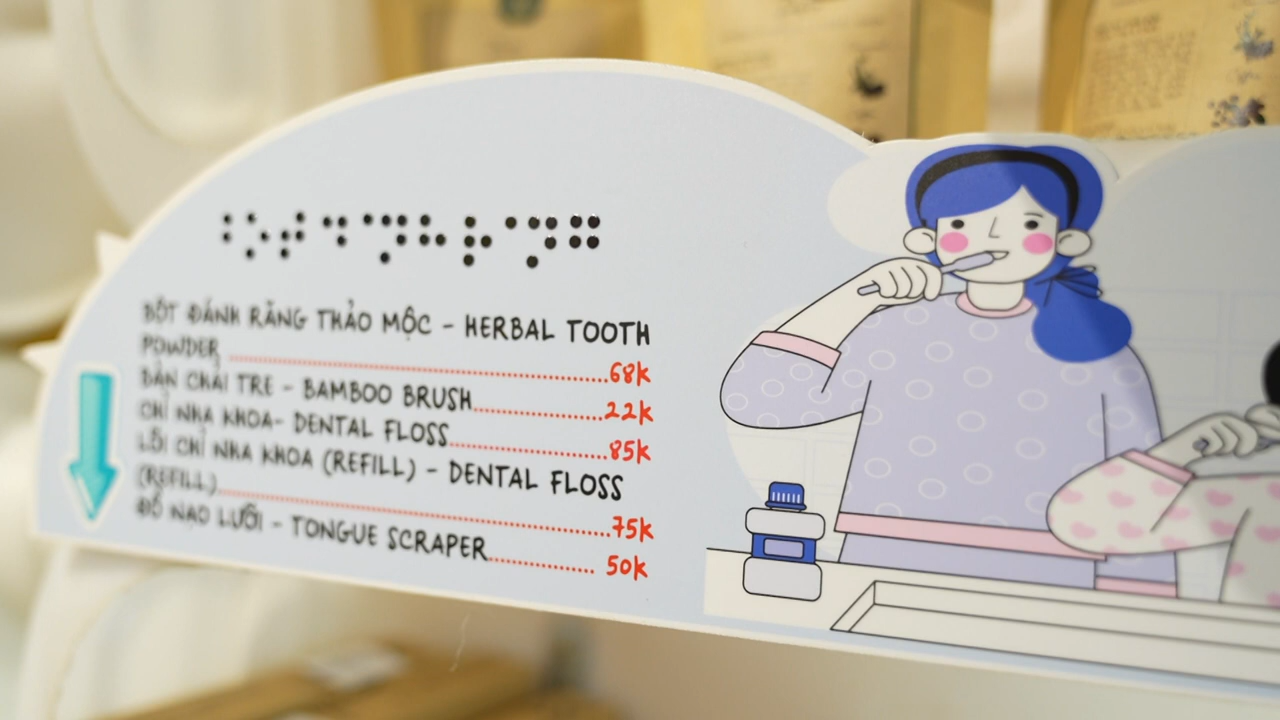 BỘT ĐÁNH RĂNG THẢO MỘC - HERBAL TOOTH
POWDER ..........68K
BÀN CHẢI TRE - BAMBOO BRUSH..........22K
CHỈ NHA KHOA- DENTAL FLOSS..........85K
LÕI CHỈ NHA KHOA (REFILL) - DENTAL FLOSS
(REFILL)..........75K
ĐỒ NẠO LƯỠI - TONGUE SCRAPER.......... 50K